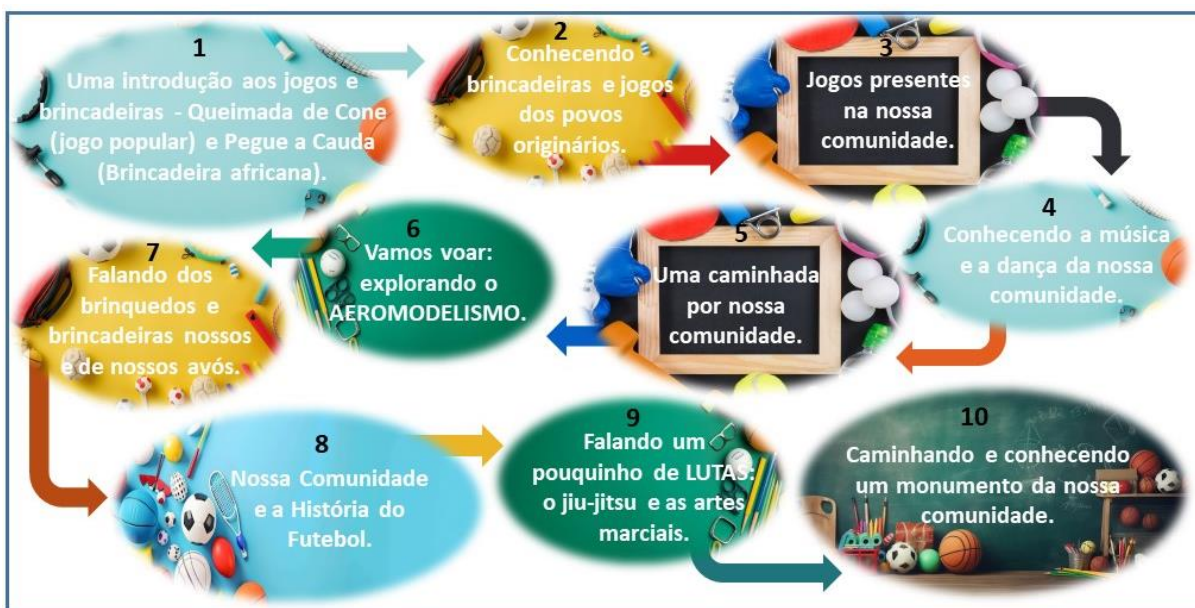 1
Uma introdução aos jogos e
brincadeiras - Queimada de Cone
(jogo popular) e Pegue a Cauda
(Brincadeira africana).
2
Conhecendo
brincadeiras e jogos
dos povos
originários.
3
Jogos presentes
na nossa
comunidade.
4
Conhecendo a música
e a dança da nossa
comunidade.
5
Uma caminhada
por nossa
comunidade.
6
Vamos voar:
explorando o
AEROMODELISMO.
7
Falando dos
brinquedos e
brincadeiras nossos
e de nossos avós.
8
Nossa Comunidade
e a História do
Futebol.
9
Falando um
pouquinho de LUTAS:
o jiu-jitsu e as artes
marciais.
10
Caminhando e conhecendo
um monumento da nossa
comunidade.